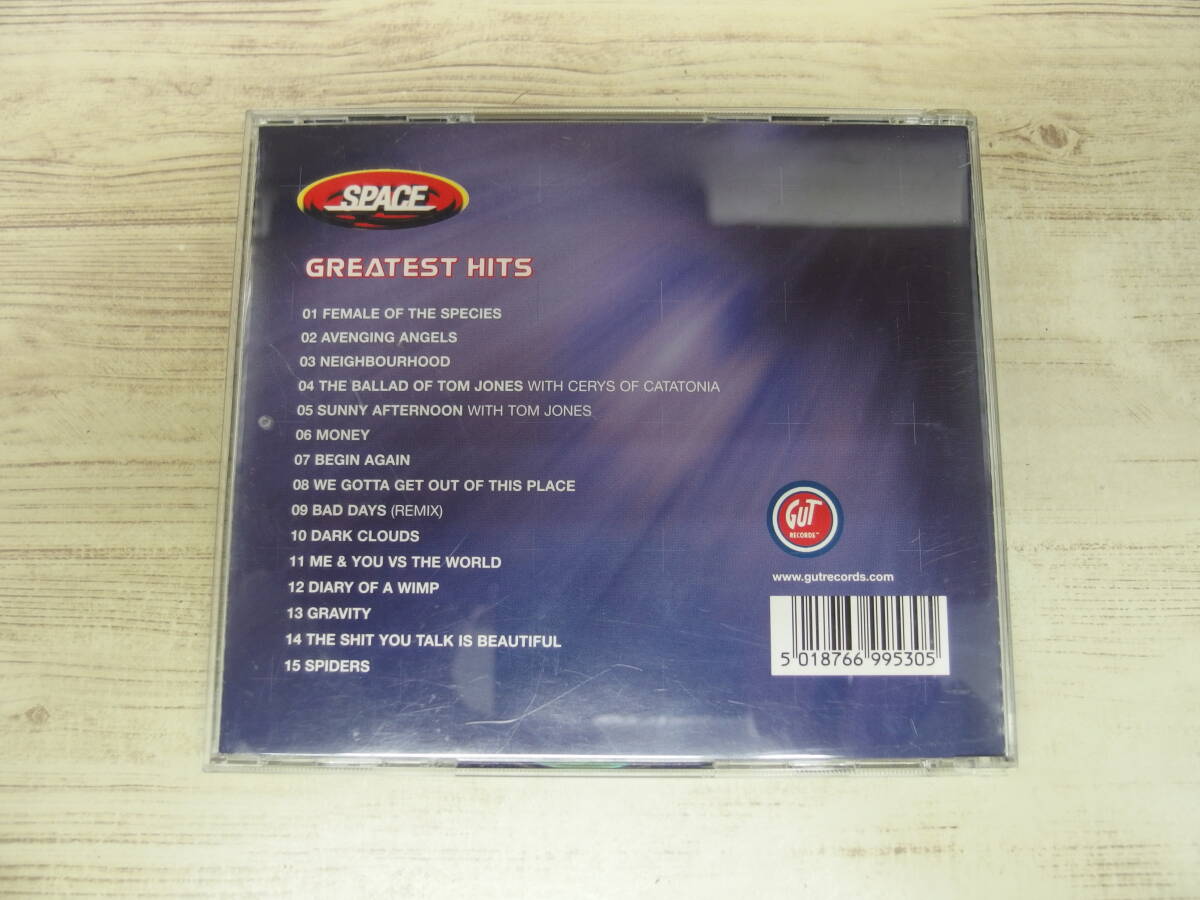 SPACE
GREATEST HITS
01 FEMALE OF THE SPECIES
02 AVENGING ANGELS
03 NEIGHBOURHOOD
04 THE BALLAD OF TOM JONES WITH CERYS OF CATATONIA
05 SUNNY AFTERNOON WITH TOM JONES
06 MONEY
07 BEGIN AGAIN
08 WE GOTTA GET OUT OF THIS PLACE
09 BAD DAYS (REMIX)
10 DARK CLOUDS
11 ME & YOU VS THE WORLD
12 DIARY OF A WIMP
13 GRAVITY
14 THE SHIT YOU TALK IS BEAUTIFUL
15 SPIDERS
GUT
RECORDS™
www.gutrecords.com
5 018766 995305